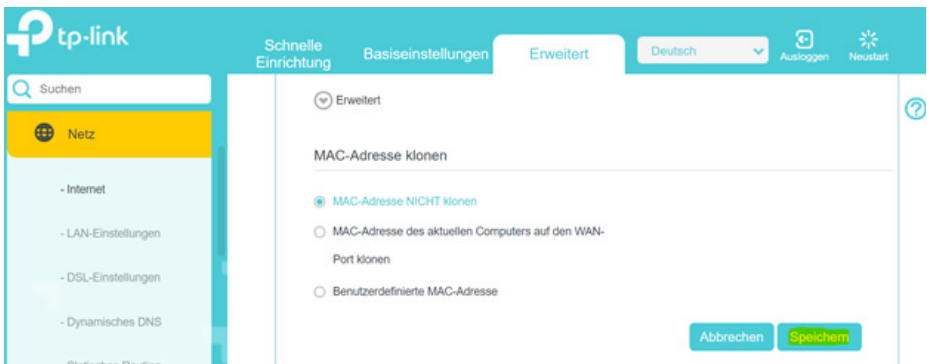 tp-link
Schnelle
Einrichtung
Basiseinstellungen
Erweitert
Deutsch
Ausloggen
Neustart
Suchen
Netz
- Internet
- LAN-Einstellungen
- DSL-Einstellungen
- Dynamisches DNS
- Statisches Routing
Erweitert
MAC-Adresse klonen
MAC-Adresse NICHT klonen
MAC-Adresse des aktuellen Computers auf den WAN-
Port klonen
Benutzerdefinierte MAC-Adresse
Abbrechen
Speichern